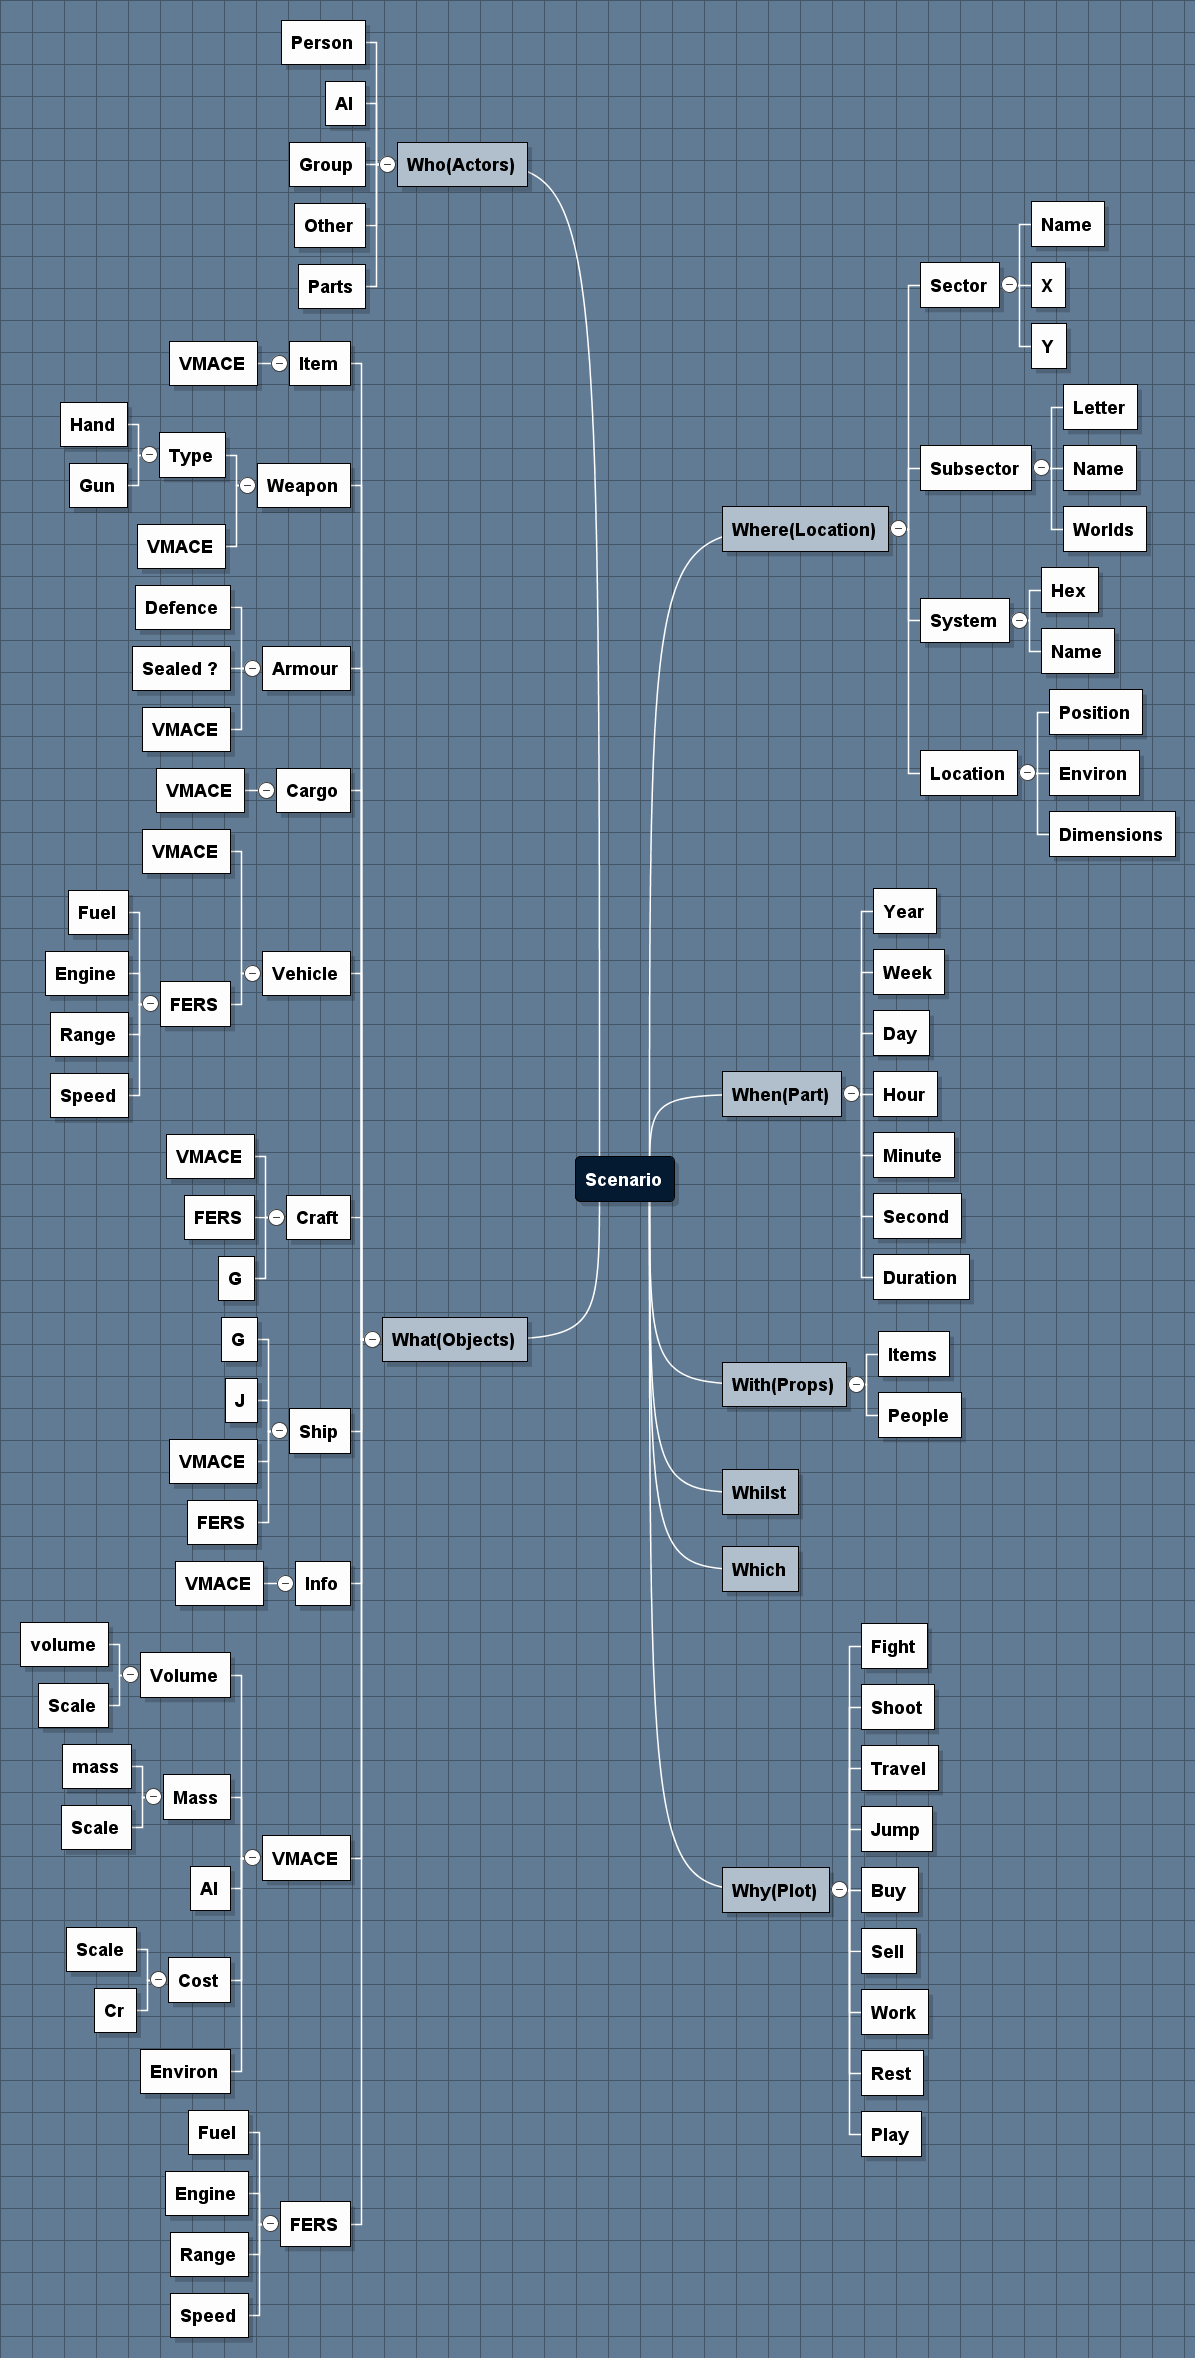 Scenario
Who(Actors)
Person
AI
Group
Other
Parts
What(Objects)
Item
VMACE
Weapon
Type
Hand
Gun
VMACE
Armour
Defence
Sealed ?
VMACE
Cargo
VMACE
Vehicle
VMACE
FERS
Fuel
Engine
Range
Speed
Craft
VMACE
FERS
G
Ship
G
J
VMACE
FERS
Info
VMACE
VMACE
Volume
volume
Scale
Mass
mass
Scale
AI
Cost
Scale
Cr
Environ
FERS
Fuel
Engine
Range
Speed
Where(Location)
Sector
Name
X
Y
Subsector
Letter
Name
Worlds
System
Hex
Name
Location
Position
Environ
Dimensions
When(Part)
Year
Week
Day
Hour
Minute
Second
Duration
With(Props)
Items
People
Whilst
Which
Why(Plot)
Fight
Shoot
Travel
Jump
Buy
Sell
Work
Rest
Play